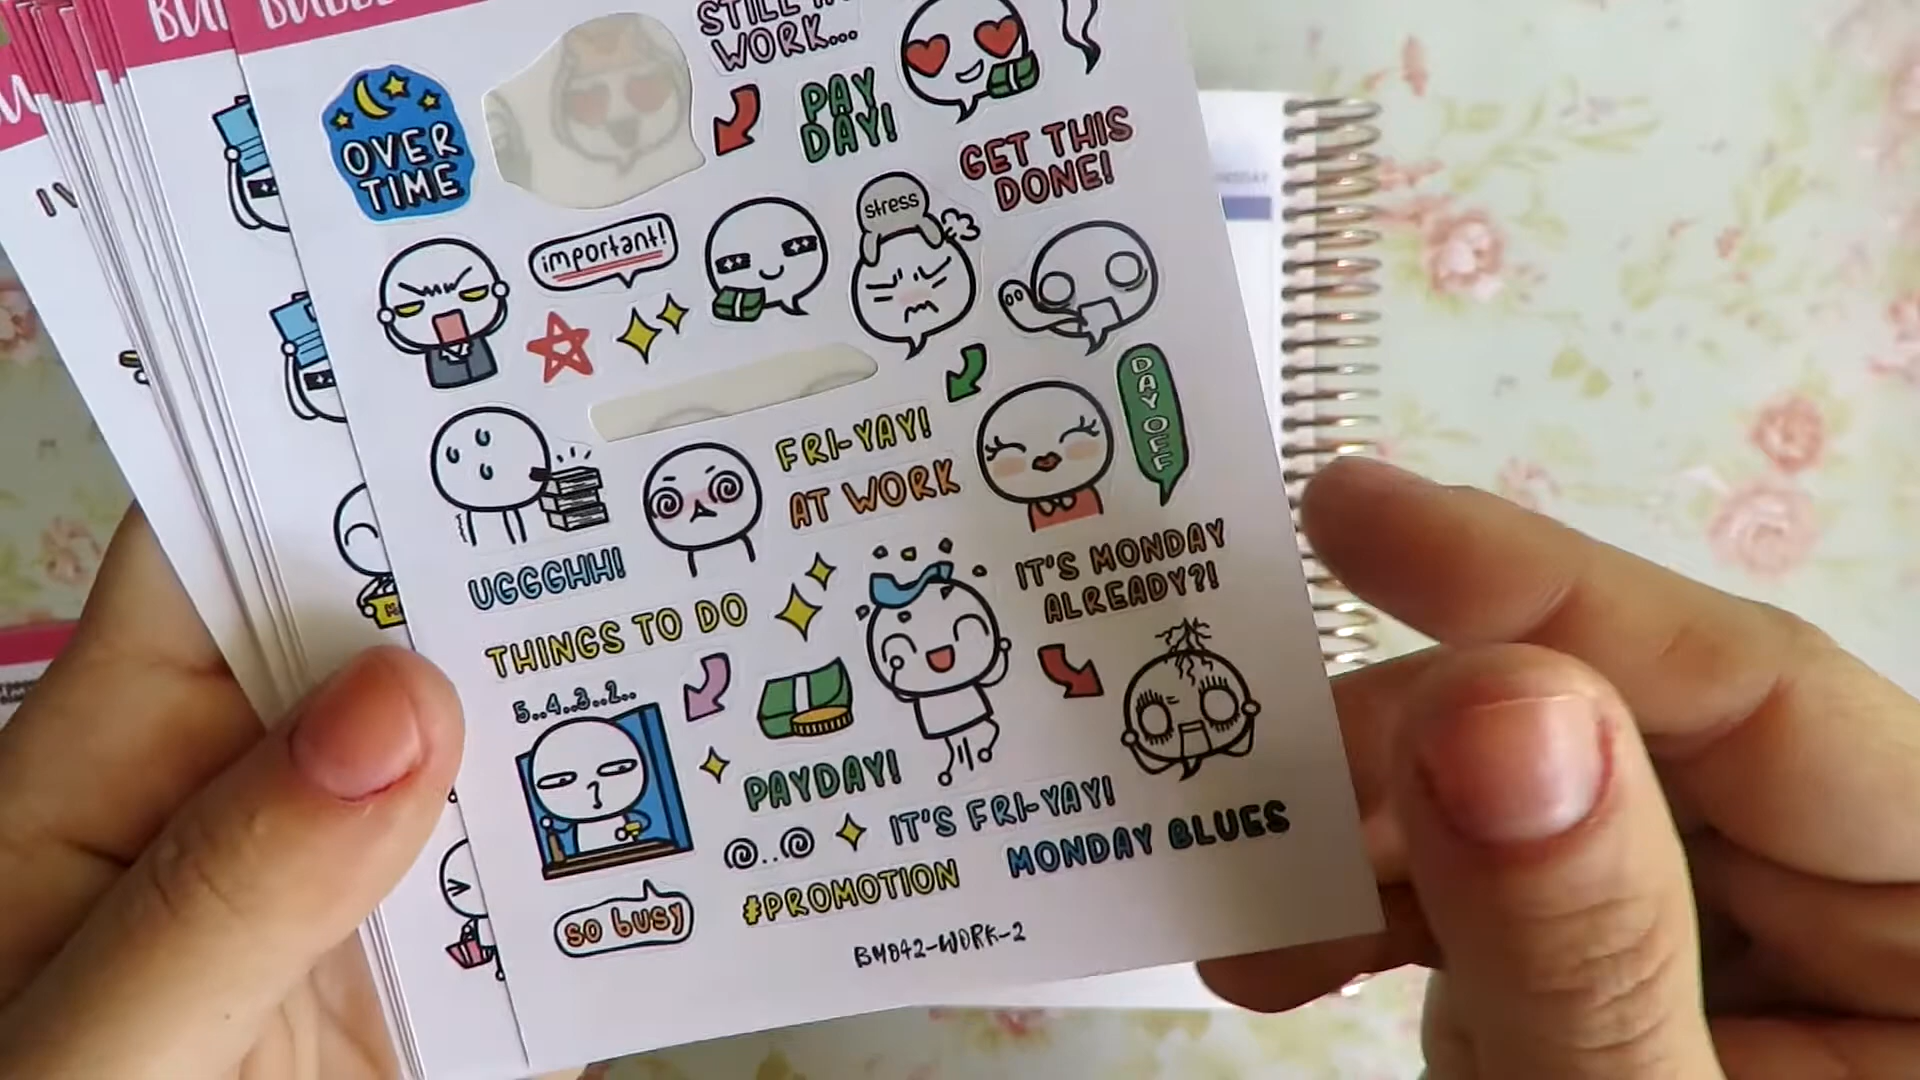 STILL
WORK...
OVER
TIME
PAY
DAY!
GET THIS
DONE!
stress
important!
DAY OFF
FRI-YAY!
AT WORK
UGGGHH!
IT'S MONDAY
ALREADY?!
THINGS TO DO
5..4..3..2..
PAYDAY!
@..@
IT'S FRI-YAY!
MONDAY BLUES
#PROMOTION
so busy
BM042-WORK-2